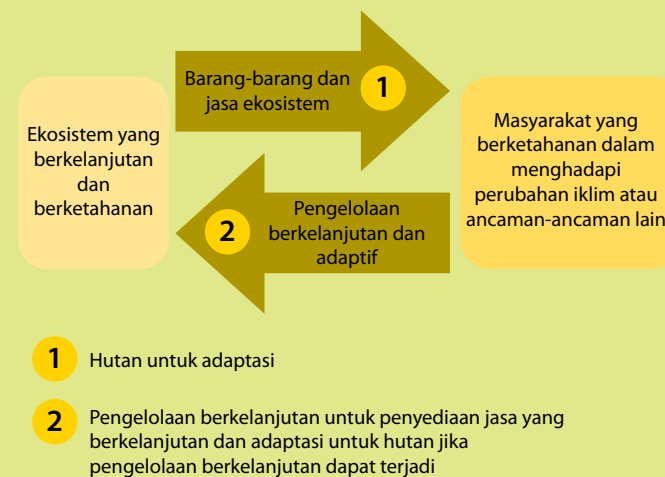 Ekosistem yang
berkelanjutan
dan
berketahanan
Barang-barang dan
jasa ekosistem
1
Masyarakat yang
berketahanan dalam
menghadapi
perubahan iklim atau
ancaman-ancaman lain
2
Pengelolaan
berkelanjutan dan
adaptif
1 Hutan untuk adaptasi
2 Pengelolaan berkelanjutan untuk penyediaan jasa yang
berkelanjutan dan adaptasi untuk hutan jika
pengelolaan berkelanjutan dapat terjadi